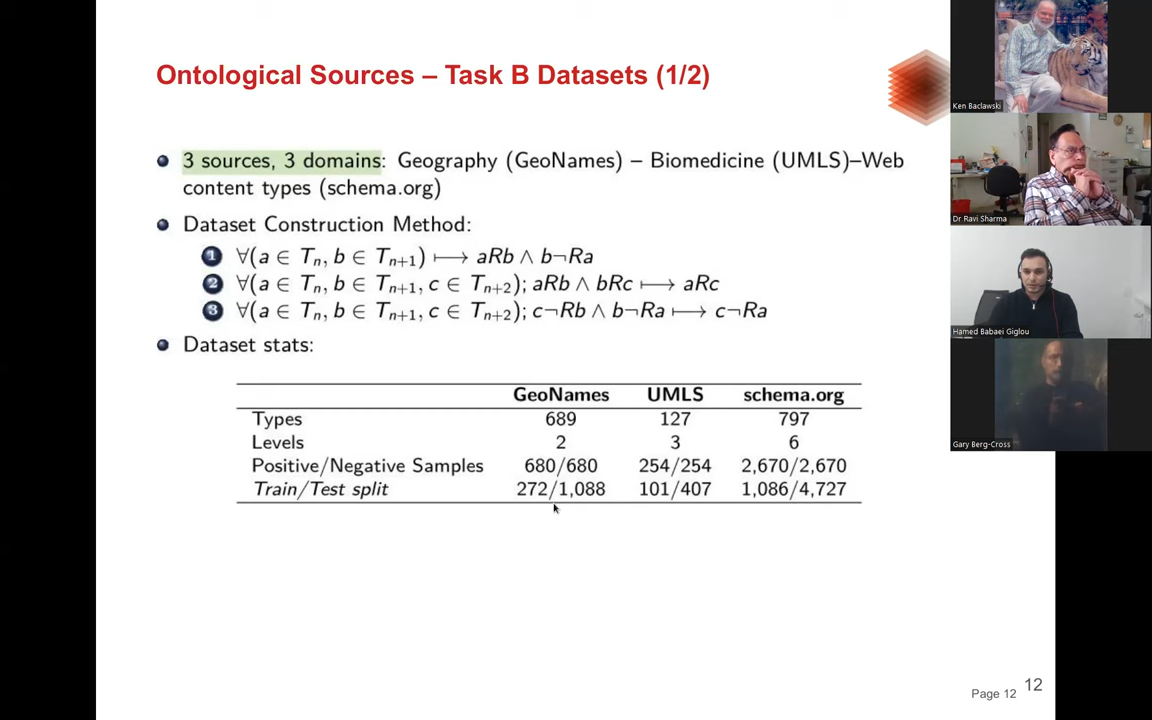 Ontological Sources – Task B Datasets (1/2)
3 sources, 3 domains: Geography (GeoNames) – Biomedicine (UMLS)–Web
content types (schema.org)
Dataset Construction Method:
1 ∀(a ∈ Tn, b ∈ Tn+1) ⟼ aRb ∧ b¬Ra
2 ∀(a ∈ Tn, b ∈ Tn+1, c ∈ Tn+2); aRb ∧ bRc ⟼ aRc
3 ∀(a ∈ Tn, b ∈ Tn+1, c ∈ Tn+2); c¬Rb ∧ b¬Ra ⟼ c¬Ra
Dataset stats:
GeoNames UMLS schema.org
Types 689 127 797
Levels 2 3 6
Positive/Negative Samples 680/680 254/254 2,670/2,670
Train/Test split 272/1,088 101/407 1,086/4,727
Page 12 12
Ken Baclawski
Dr Ravi Sharma
Hamed Babaei Giglou
Gary Berg-Cross